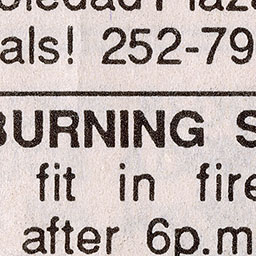 oledad Plaza
als! 252-79
BURNING S
fit in fire
after 6p.m